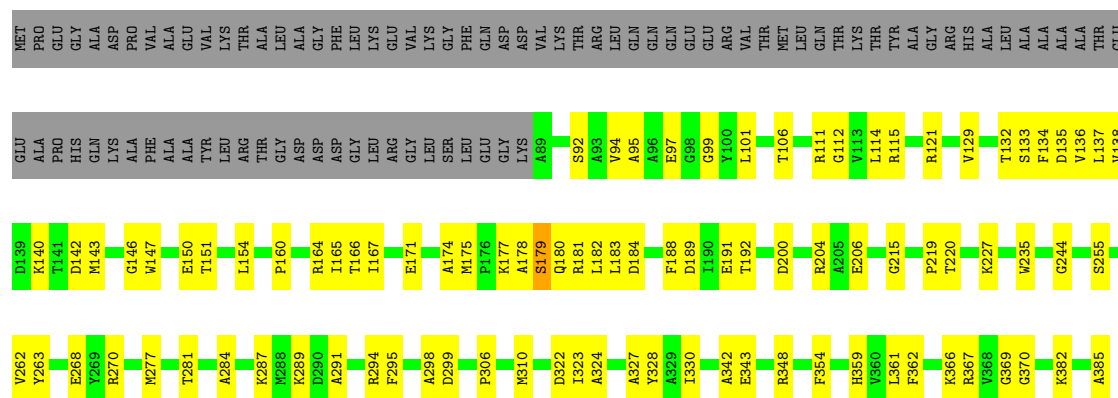 MET PRO GLU GLY ALA ASP PRO VAL ALA GLU VAL LYS THR ALA LEU ALA GLY PHE LEU LYS GLU VAL LYS GLY PHE GLN ASP ASP VAL LYS THR ARG LEU GLN GLN GLN GLU GLU ARG VAL THR MET LEU GLN THR LYS THR TYR ALA GLY ARG HIS ALA LEU ALA ALA ALA ALA THR GLU
GLU ALA PRO HIS GLN LYS ALA PHE ALA ALA TYR LEU ARG THR GLY ASP ASP ASP GLY LEU ARG GLY LEU SER LEU GLU GLY LYS A89 S92 A93 V94 A95 A96 E97 G98 G99 Y100 L101 T106 R111 G112 V113 L114 R115 R121 V129 T132 S133 F134 D135 V136 L137 V138
D139 K140 T141 D142 M143 G146 W147 E150 T151 L154 P160 R164 I165 T166 I167 E171 A174 M175 P176 K177 A178 S179 Q180 R181 L182 L183 D184 F188 D189 I190 E191 T192 D200 R204 A205 E206 G215 P219 T220 K227 W235 G244 S255
V262 Y263 E268 Y269 R270 M277 T281 A284 K287 M288 K289 D290 A291 R294 F295 A298 D299 P306 M310 D322 I323 A324 A327 Y328 A329 I330 A342 E343 R348 F354 H359 V360 L361 F362 K366 R367 V368 G369 G370 K382 A385